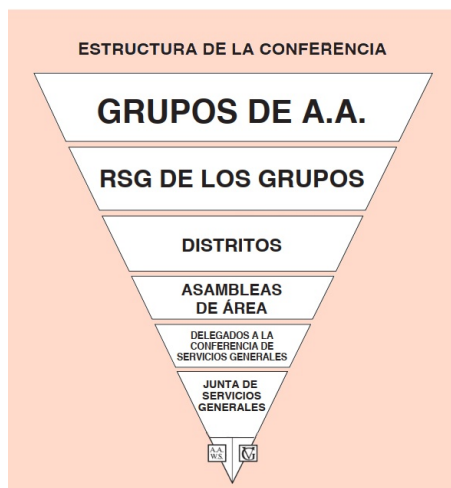 ESTRUCTURA DE LA CONFERENCIA
GRUPOS DE A.A.
RSG DE LOS GRUPOS
DISTRITOS
ASAMBLEAS
DE ÁREA
DELEGADOS A LA
CONFERENCIA DE
SERVICIOS GENERALES
JUNTA DE
SERVICIOS
GENERALES
A.A.
W.S.
GV